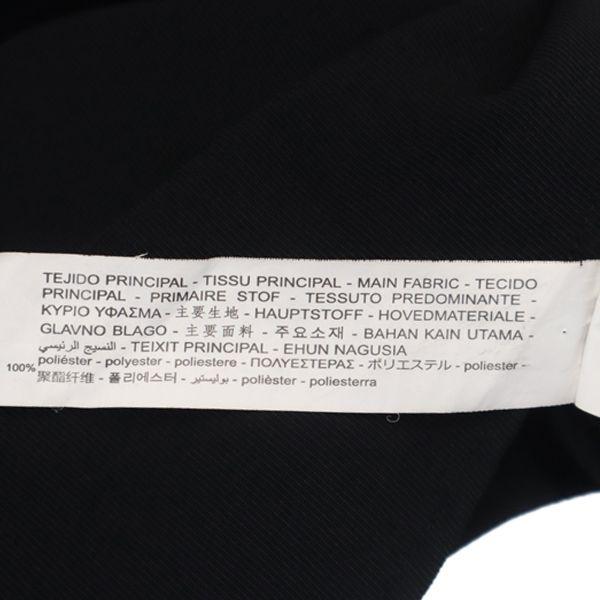 TEJIDO PRINCIPAL - TISSU PRINCIPAL - MAIN FABRIC - TECIDO
PRINCIPAL - PRIMAIRE STOF - TESSUTO PREDOMINANTE -
ΚΥΡΙΟ ΥΦΑΣΜΑ - 主要生地 - HAUPTSTOFF - HOVEDMATERIALE -
GLAVNO BLAGO - 主要面料 - 주요소재 - BAHAN KAIN UTAMA -
النسيج الرئيسي - TEIXIT PRINCIPAL - EHUN NAGUSIA
100% poliéster - polyester - poliestere - ΠΟΛΥΕΣΤΕΡΑΣ - ポリエステル - poliester -
聚酯纤维 - 폴리에스터 - بوليستير - polièster - poliesterra